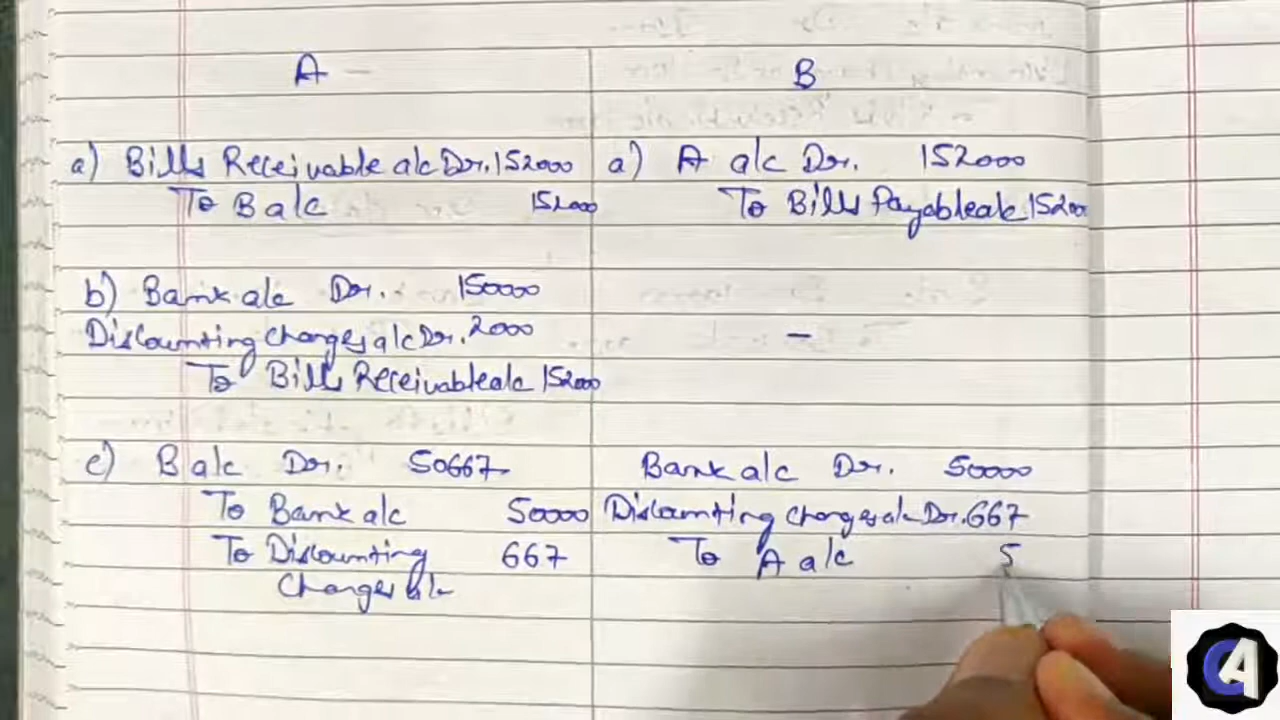 A - B
a) Bills Receivable a/c Dr. 152000 a) A a/c Dr. 152000
To B a/c 152000 To Bills Payable a/c 152000
b) Bank a/c Dr. 150000
Discounting charges a/c Dr. 2000 -
To Bills Receivable a/c 152000
c) B a/c Dr. 50667 Bank a/c Dr. 50000
To Bank a/c 50000 Discounting charges a/c Dr. 667
To Discounting 667 To A a/c 5
Charges a/c
CA